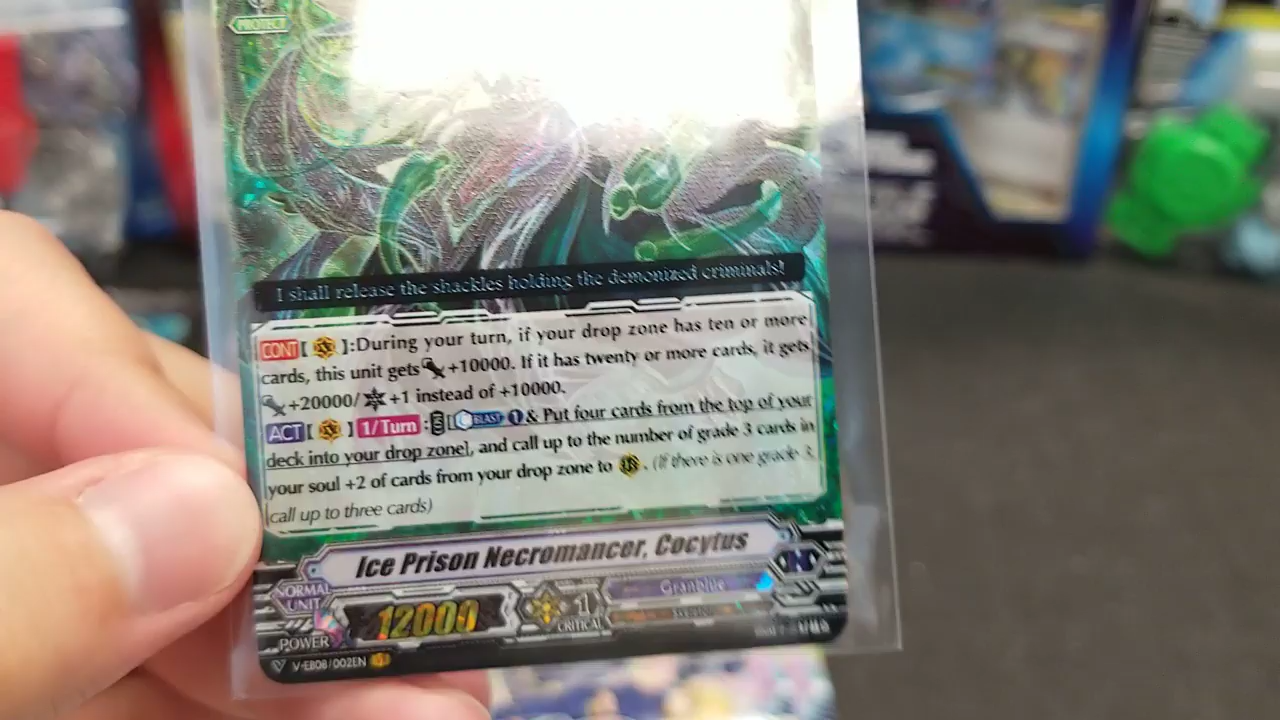 PROTECT
I shall release the shackles holding the demonized criminals!
CONT[ ]:During your turn, if your drop zone has ten or more
cards, this unit gets +10000. If it has twenty or more cards, it gets
+20000/ +1 instead of +10000.
ACT[ ] 1/Turn :[C BLAST 1 & Put four cards from the top of your
deck into your drop zone], and call up to the number of grade 3 cards in
your soul +2 of cards from your drop zone to R. (If there is one grade 3,
call up to three cards)
Ice Prison Necromancer, Cocytus
NORMAL UNIT
Granblue
POWER 12000 1 CRITICAL
V-EB08/002EN